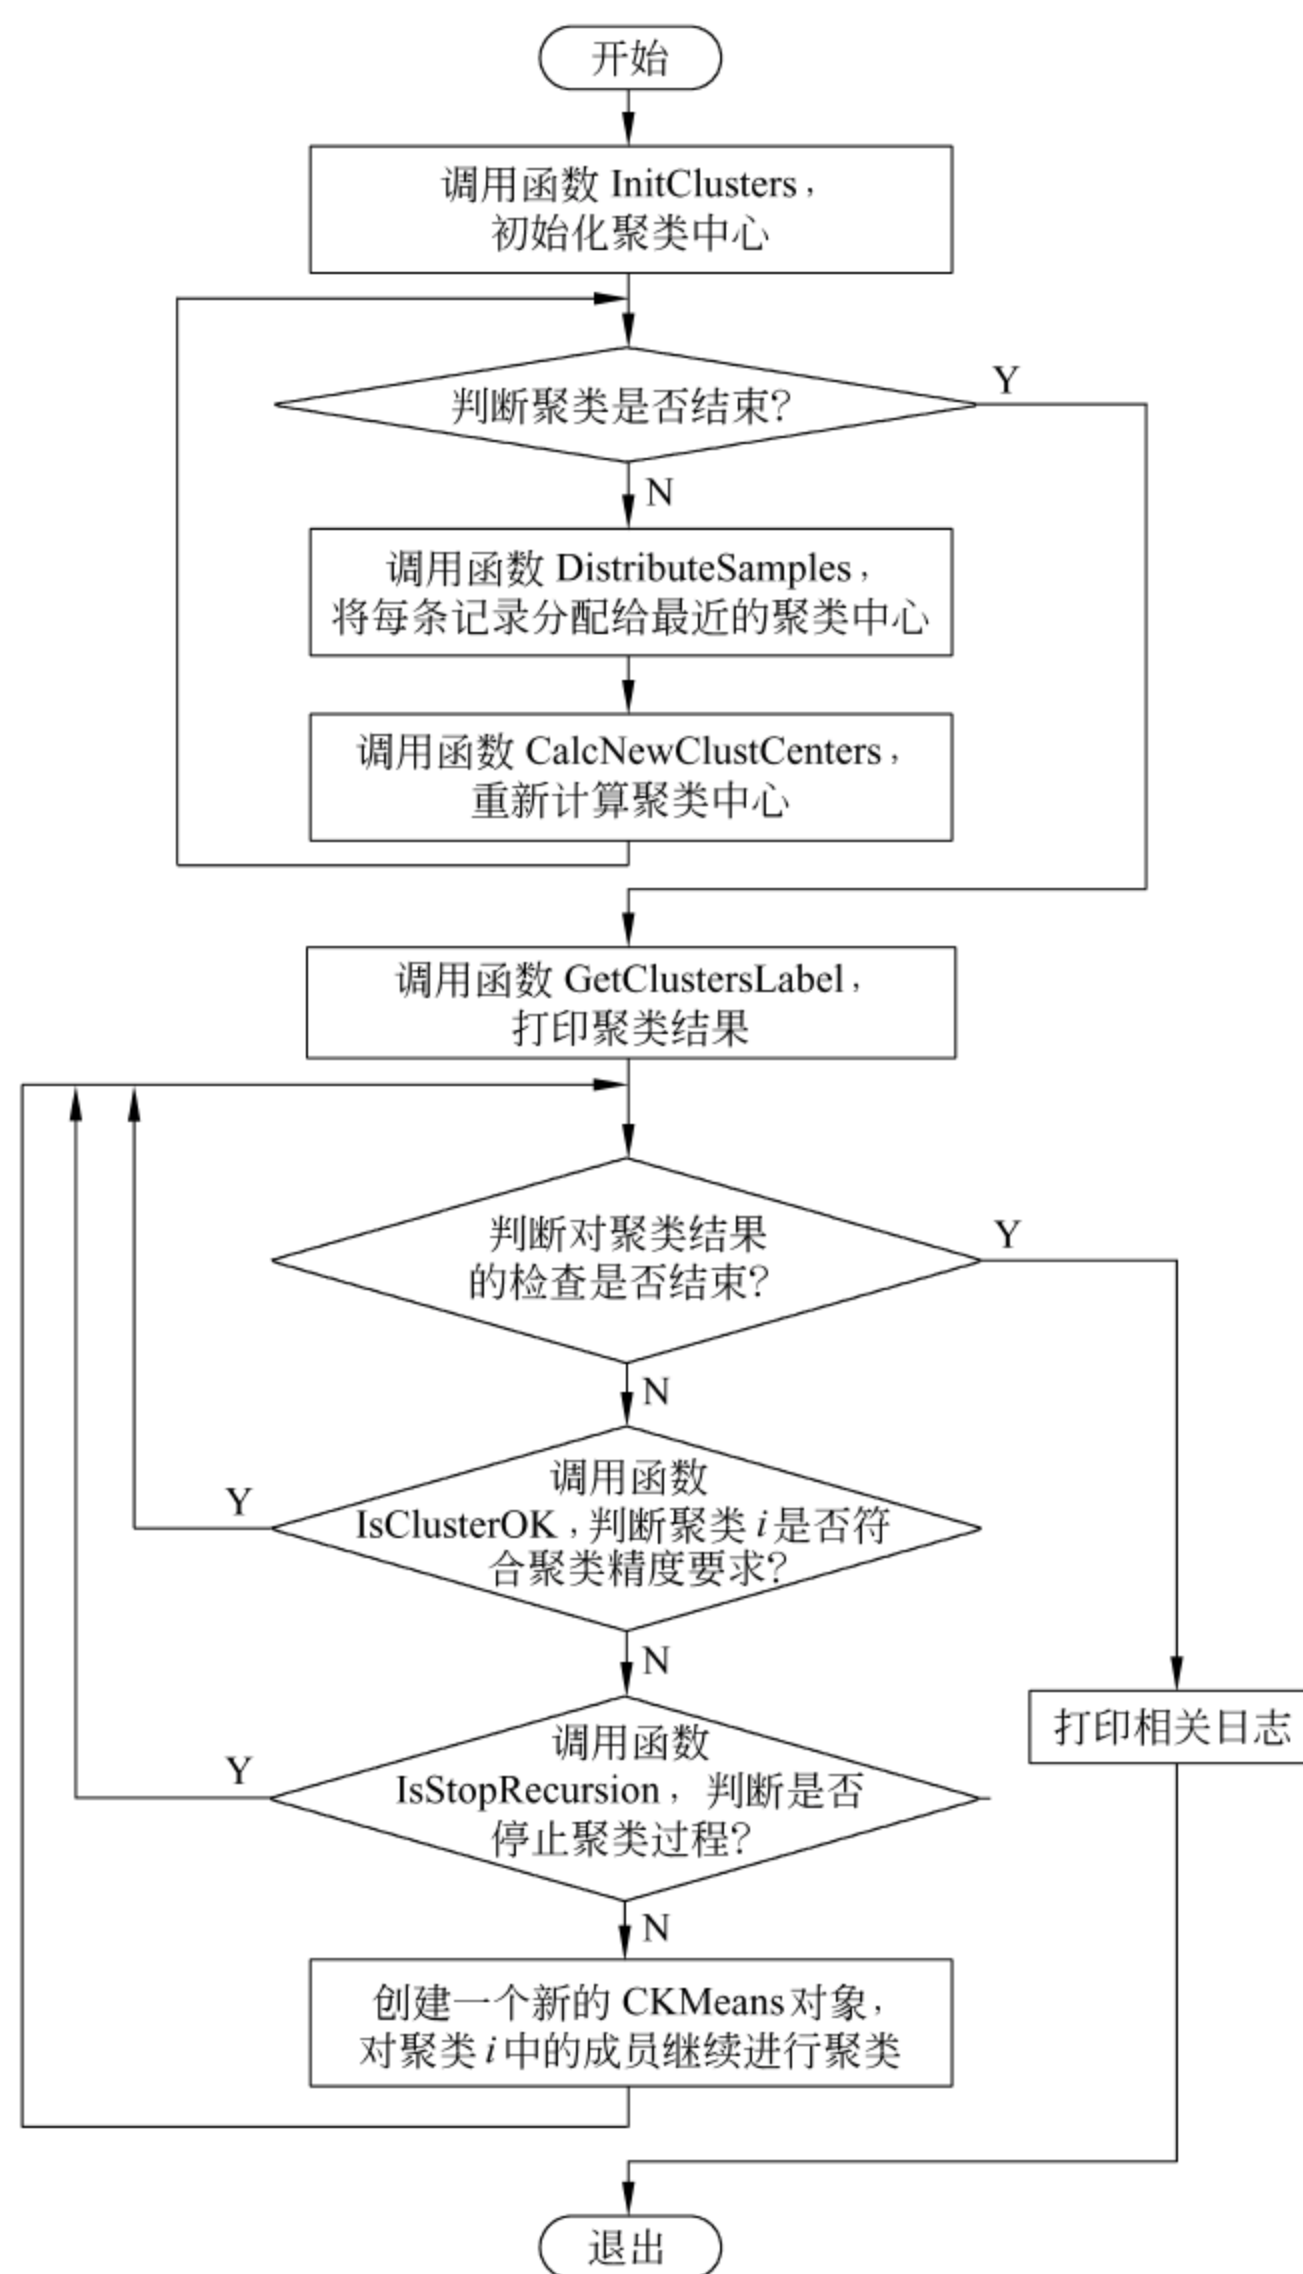 开始
调用函数 InitClusters，
初始化聚类中心
判断聚类是否结束？
Y
N
调用函数 DistributeSamples，
将每条记录分配给最近的聚类中心
调用函数 CalcNewClustCenters，
重新计算聚类中心
调用函数 GetClustersLabel，
打印聚类结果
判断对聚类结果
的检查是否结束？
Y
N
调用函数
IsClusterOK，判断聚类 i 是否符
合聚类精度要求？
Y
N
打印相关日志
调用函数
IsStopRecursion，判断是否
停止聚类过程？
Y
N
创建一个新的 CKMeans 对象，
对聚类 i 中的成员继续进行聚类
退出